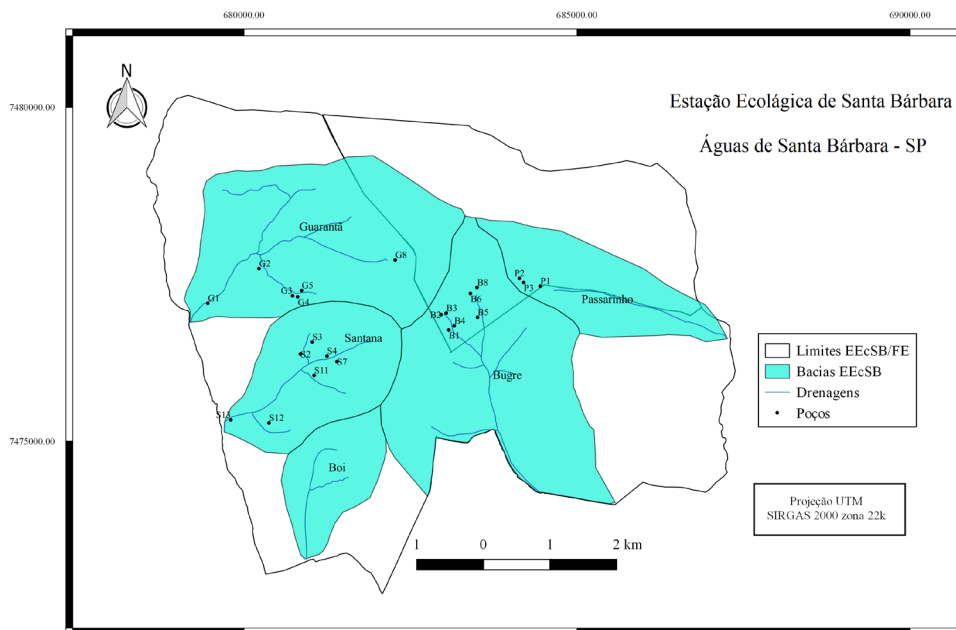 680000.00
685000.00
690000.00
N
7480000.00
7475000.00
Estação Ecológica de Santa Bárbara
Águas de Santa Bárbara - SP
Guarantã
G8
G2
G5
G3
G4
G1
P2
P1
P3
Passarinho
B8
B6
B3
B2
B5
B4
B1
Bugre
S3
Santana
S2
S4
S7
S11
S13
S12
Boi
Limites EEcSB/FE
Bacias EEcSB
Drenagens
Poços
Projeção UTM
SIRGAS 2000 zona 22k
1 0 1 2 km